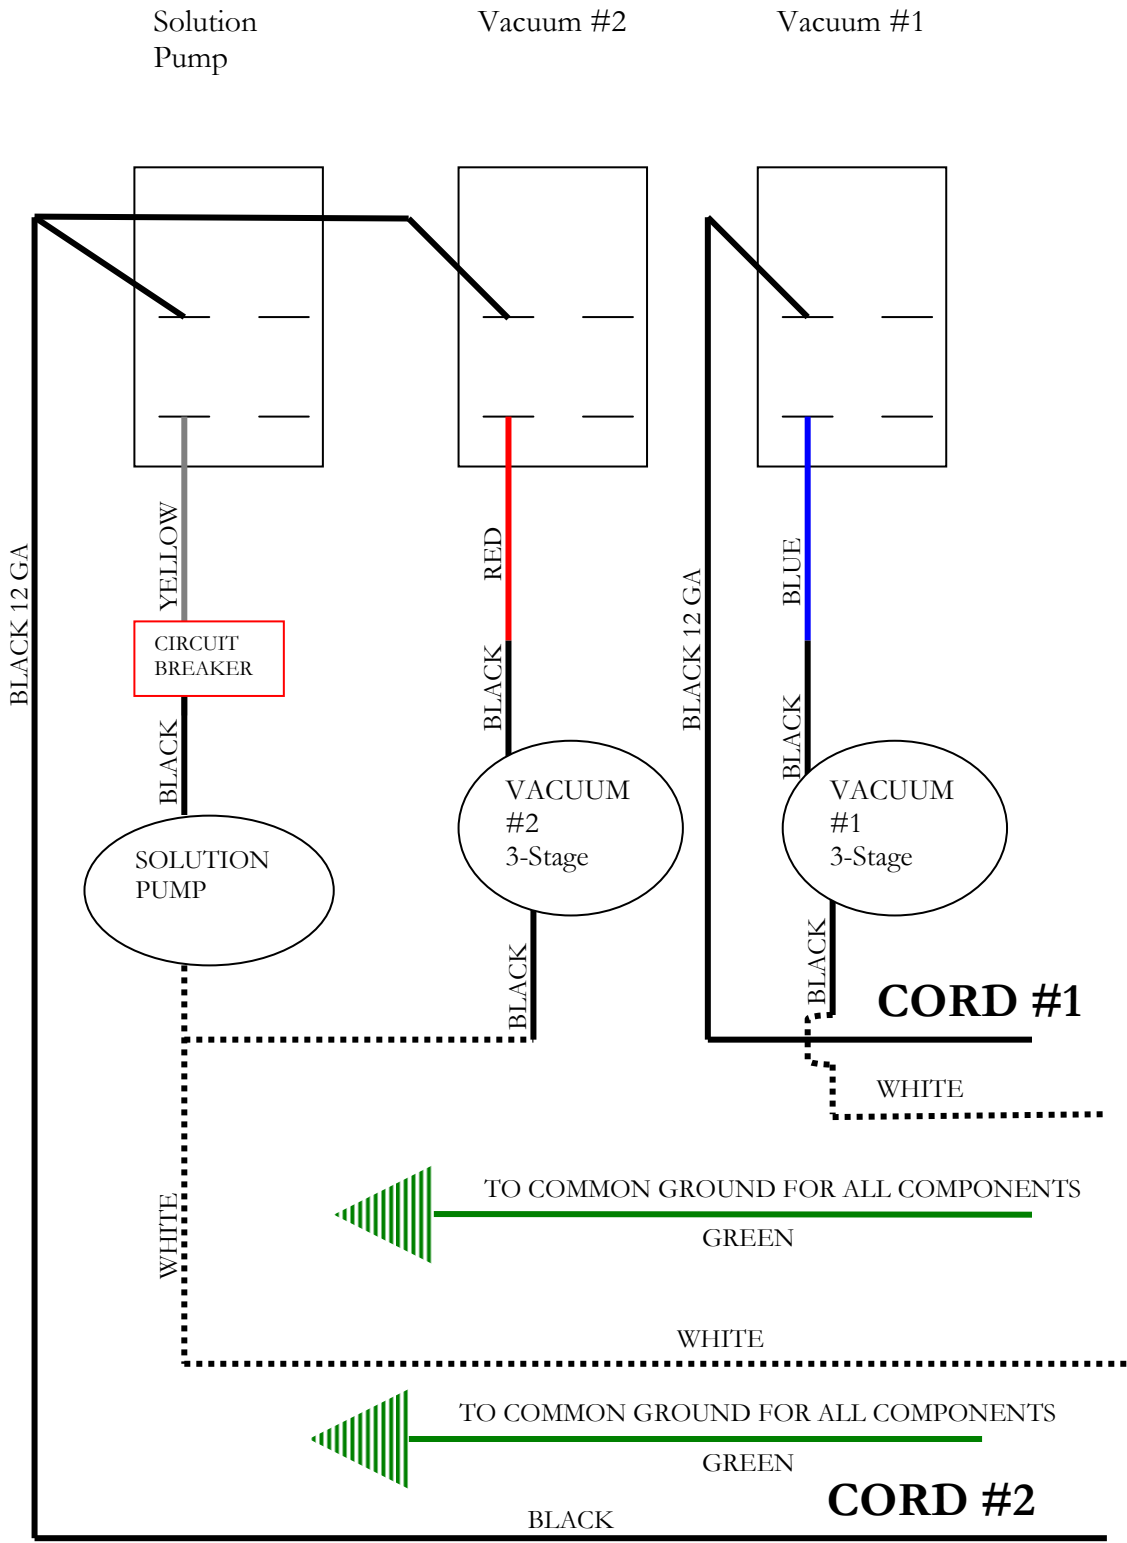 Solution
Pump
Vacuum #2
Vacuum #1
YELLOW
RED
BLUE
BLACK 12 GA
BLACK 12 GA
CIRCUIT
BREAKER
BLACK
BLACK
BLACK
VACUUM
#2
3-Stage
VACUUM
#1
3-Stage
SOLUTION
PUMP
BLACK
BLACK
CORD #1
WHITE
TO COMMON GROUND FOR ALL COMPONENTS
GREEN
WHITE
WHITE
TO COMMON GROUND FOR ALL COMPONENTS
GREEN
CORD #2
BLACK